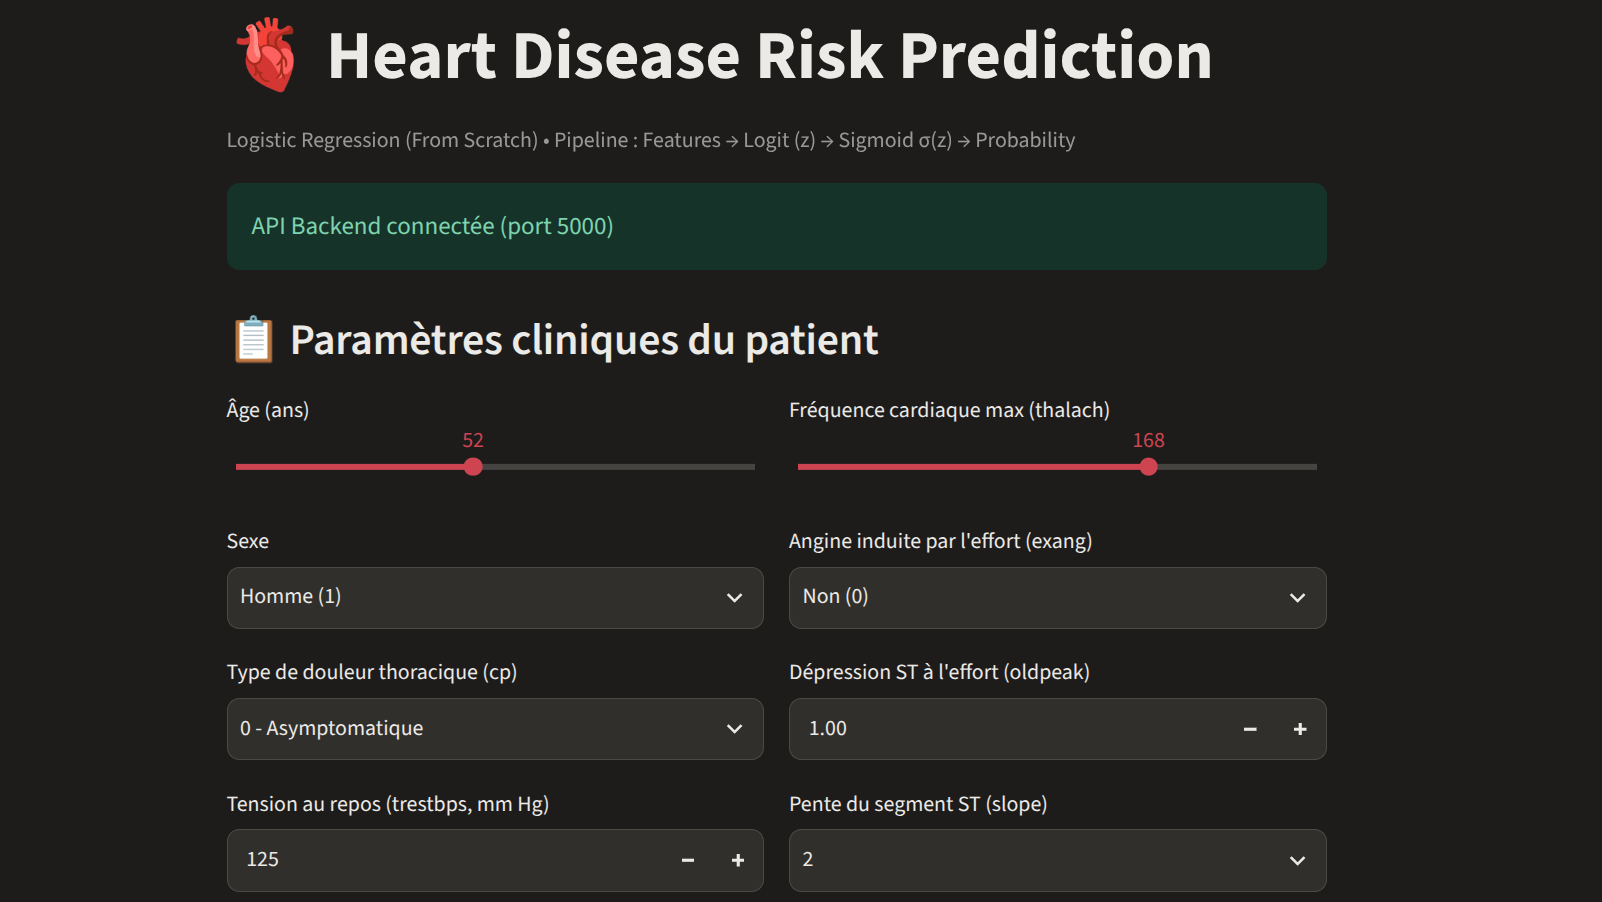 Heart Disease Risk Prediction
Logistic Regression (From Scratch) • Pipeline : Features → Logit (z) → Sigmoid σ(z) → Probability
API Backend connectée (port 5000)
Paramètres cliniques du patient
Âge (ans)
52
Fréquence cardiaque max (thalach)
168
Sexe
Homme (1)
Angine induite par l'effort (exang)
Non (0)
Type de douleur thoracique (cp)
0 - Asymptomatique
Dépression ST à l'effort (oldpeak)
1.00
Tension au repos (trestbps, mm Hg)
125
Pente du segment ST (slope)
2